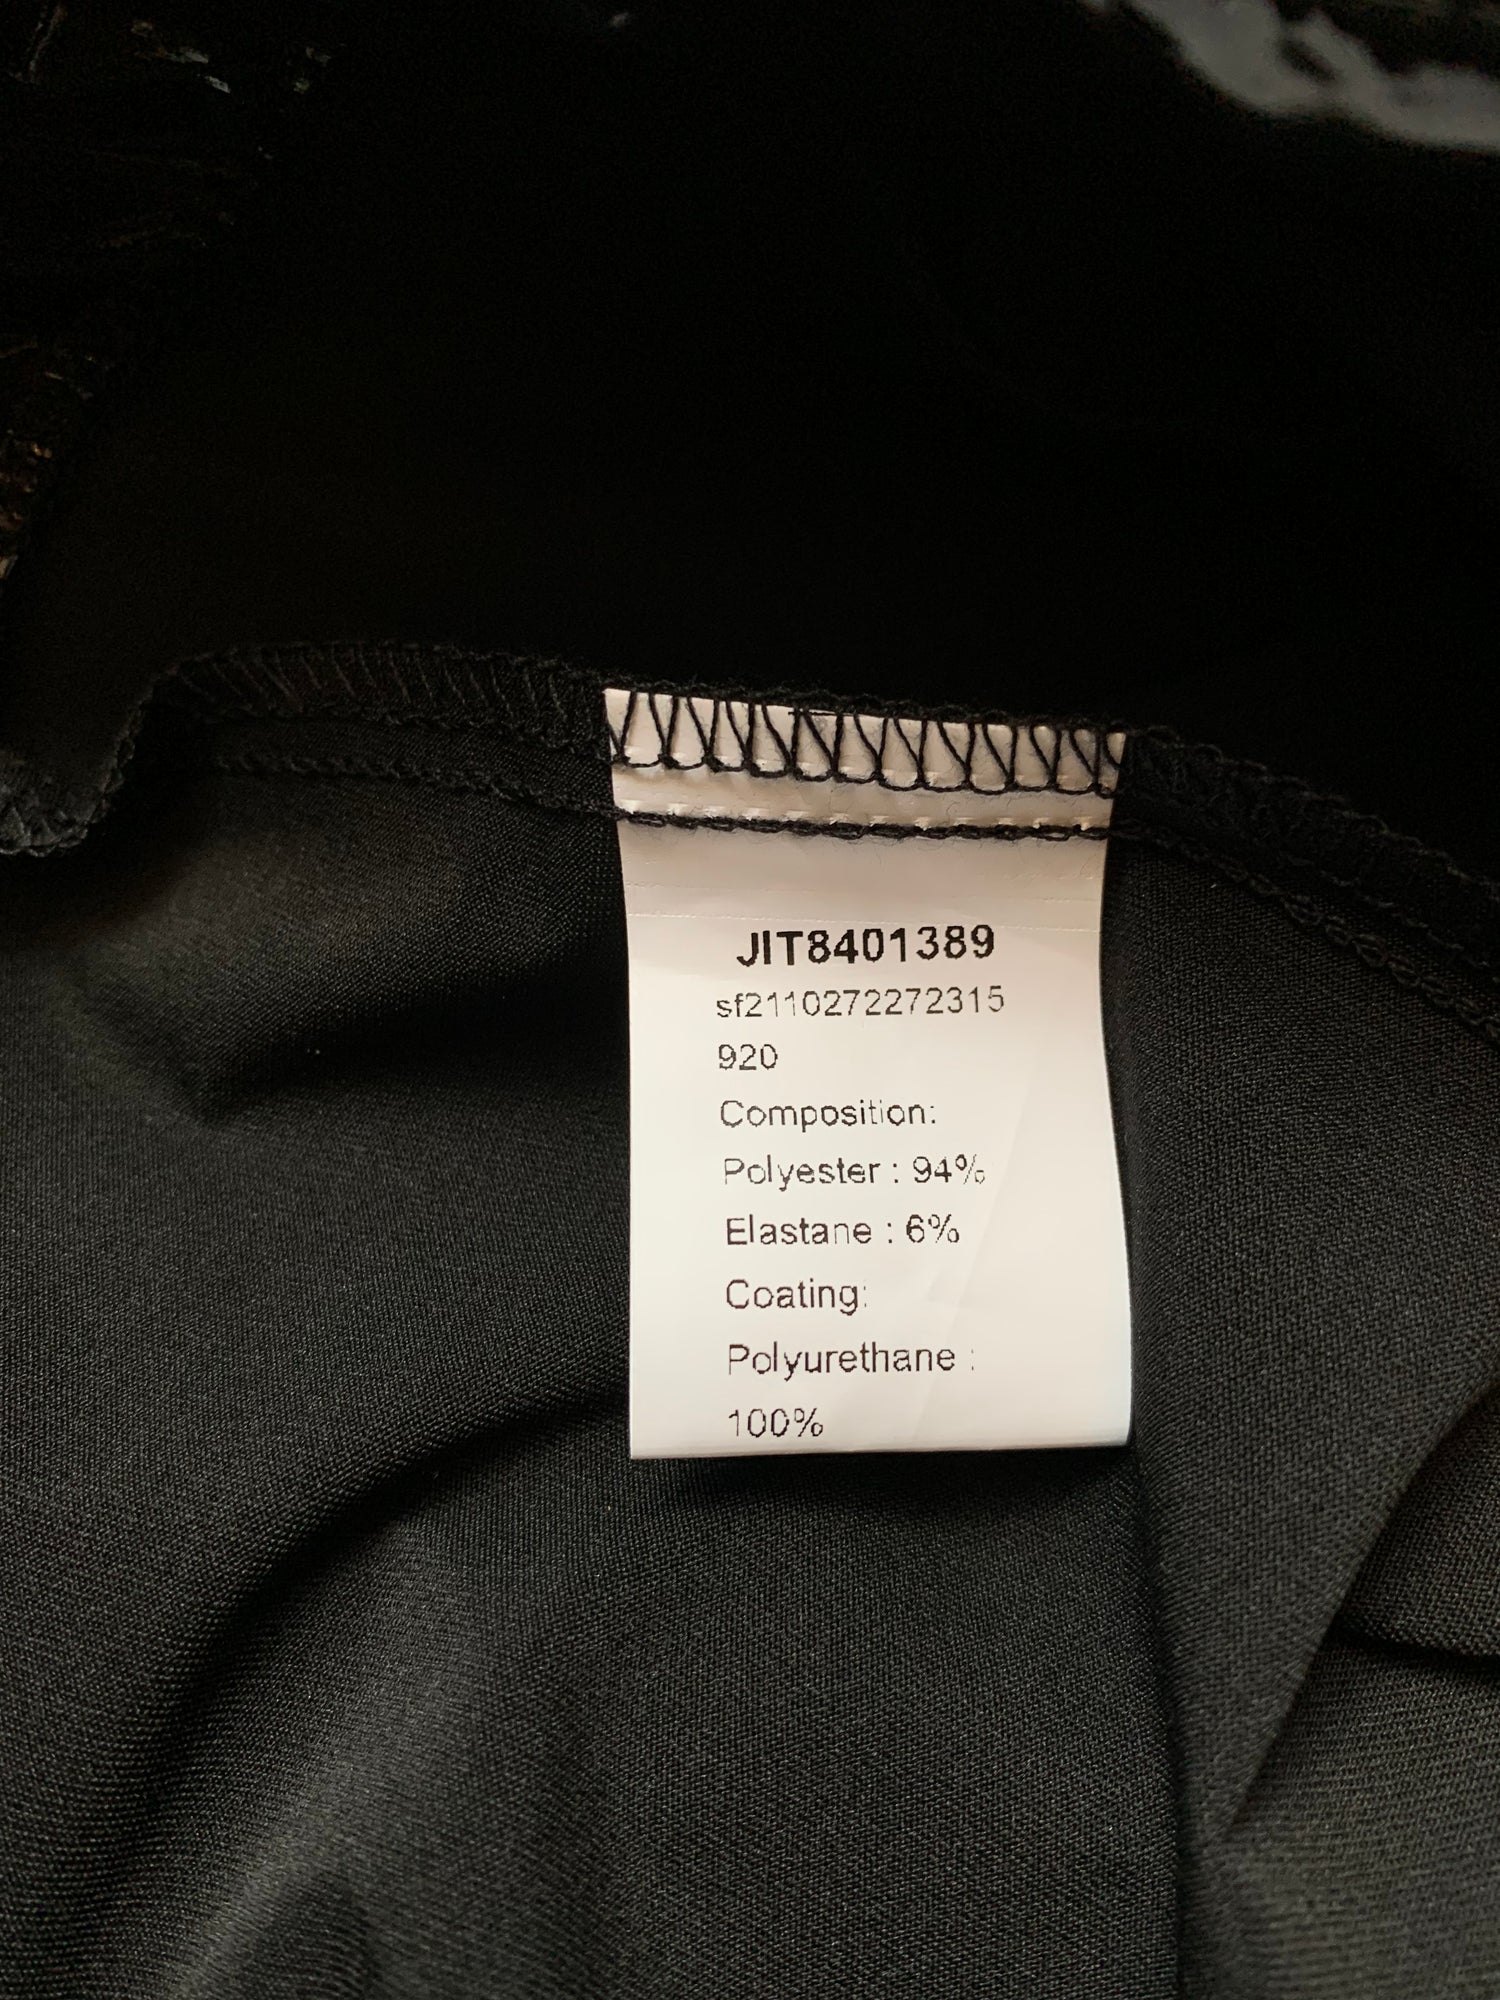 JIT8401389
sf2110272272315
920
Composition:
Polyester : 94%
Elastane : 6%
Coating:
Polyurethane :
100%